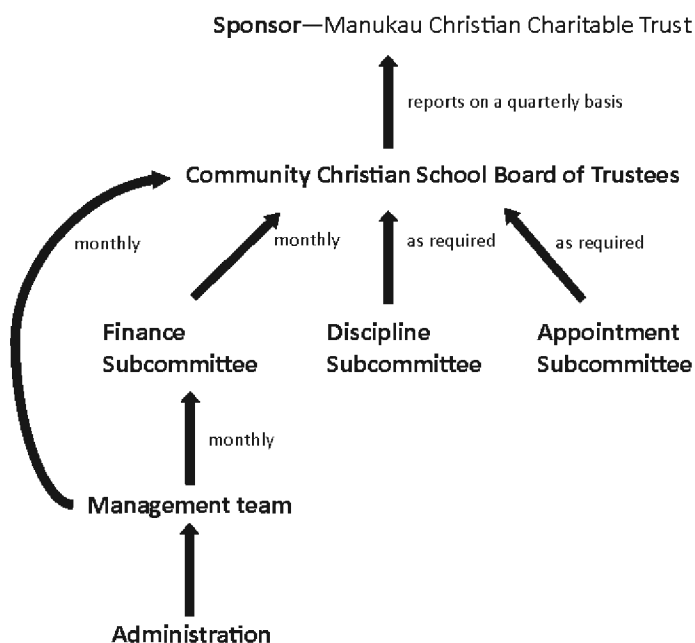 Sponsor—Manukau Christian Charitable Trust
reports on a quarterly basis
Community Christian School Board of Trustees
monthly
monthly
as required
as required
Finance
Subcommittee
Discipline
Subcommittee
Appointment
Subcommittee
monthly
Management team
Administration